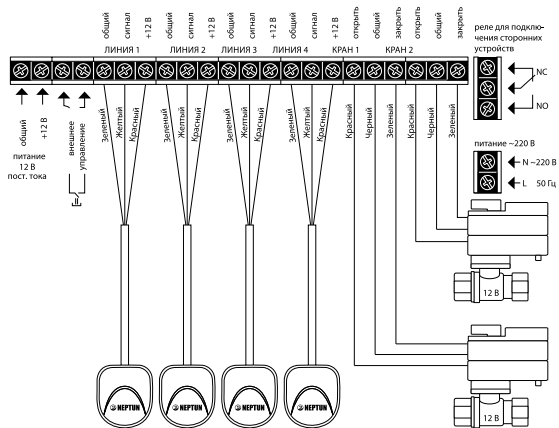 общий
сигнал
+12 В
общий
сигнал
+12 В
общий
сигнал
+12 В
общий
сигнал
+12 В
открыть
общий
закрыть
открыть
общий
закрыть
ЛИНИЯ 1
ЛИНИЯ 2
ЛИНИЯ 3
ЛИНИЯ 4
КРАН 1
КРАН 2
реле для подклю-
чения сторонних
устройств
NC
NO
общий
+12 В
внешнее
управление
питание
12 В
пост. тока
Зеленый
Желтый
Красный
Зеленый
Желтый
Красный
Зеленый
Желтый
Красный
Зеленый
Желтый
Красный
Красный
Черный
Зеленый
Красный
Черный
Зеленый
питание ~220 В
N ~220 В
L 50 Гц
12 В
12 В
NEPTUN
NEPTUN
NEPTUN
NEPTUN